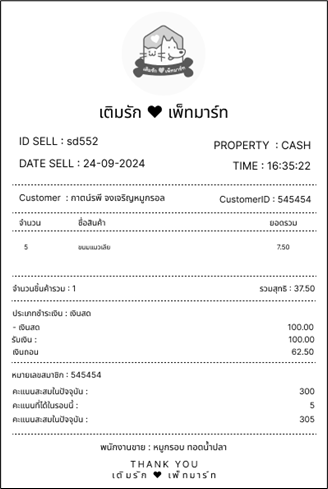 เติมรัก เพ็ทมาร์ท
เติมรัก ♥ เพ็ทมาร์ท
ID SELL : sd552
PROPERTY : CASH
DATE SELL : 24-09-2024
TIME : 16:35:22
Customer : กาดน์รพี จงเจริญหมูกรอล
CustomerID : 545454
จำนวน ชื่อสินค้า ยอดรวม
5 ขนมแมวเลีย 7.50
จำนวนชิ้นค้ารวม : 1 รวมสุทธิ : 37.50
ประเภทชำระเงิน : เงินสด
- เงินสด 100.00
รับเงิน : 100.00
เงินทอน 62.50
หมายเลขสมาชิก : 545454
คะแนนสะสมในปัจจุบัน : 300
คะแนนที่ได้ในรอบนี้ : 5
คะแนนสะสมในปัจจุบัน : 305
พนักงานขาย : หมูกรอบ ทอดน้ำปลา
THANK YOU
เติมรัก ♥ เพ็ทมาร์ท